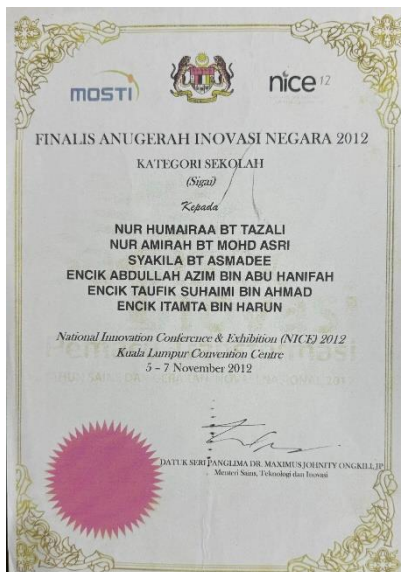 MOSTI
nice 12
FINALIS ANUGERAH INOVASI NEGARA 2012
KATEGORI SEKOLAH
(Sigai)
Kepada
NUR HUMAIRAA BT TAZALI
NUR AMIRAH BT MOHD ASRI
SYAKILA BT ASMADEE
ENCIK ABDULLAH AZIM BIN ABU HANIFAH
ENCIK TAUFIK SUHAIMI BIN AHMAD
ENCIK ITAMTA BIN HARUN
National Innovation Conference & Exhibition (NICE) 2012
Kuala Lumpur Convention Centre
5 – 7 November 2012
DATUK SERI PANGLIMA DR. MAXIMUS JOHNITY ONGKILI, JP
Menteri Sains, Teknologi dan Inovasi